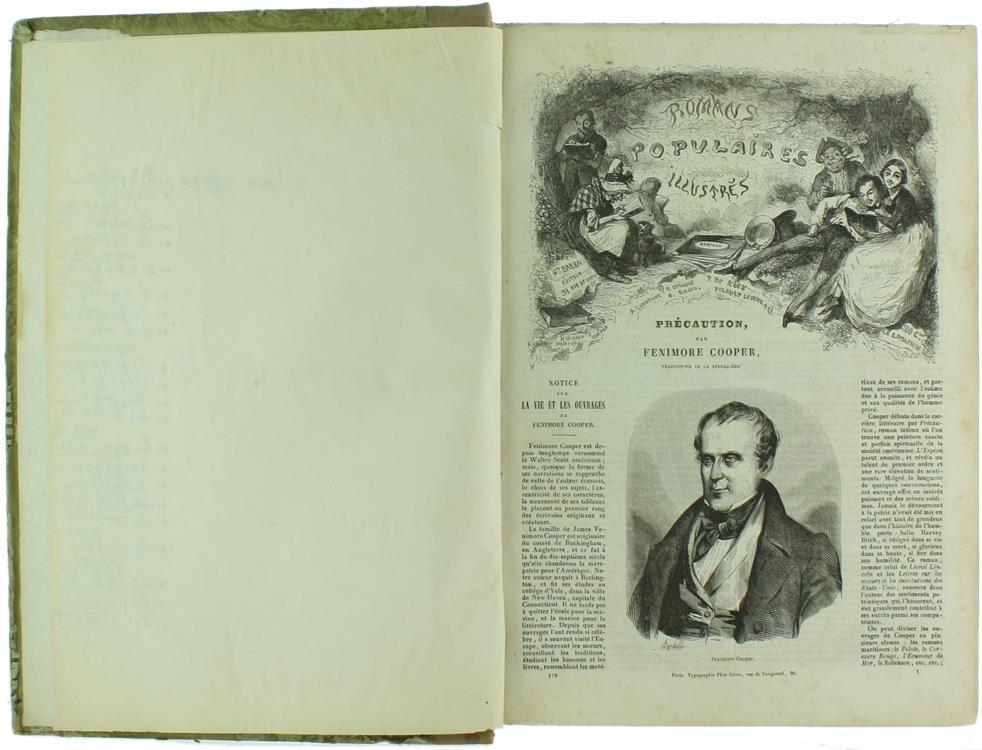 ROMANS
POPULAIRES
ILLUSTRÉS
Gve BARBA
ÉDITEUR
PRÉCAUTION,
PAR
FENIMORE COOPER,
TRADUCTION DE LA BÉDOLLIÈRE
NOTICE
SUR
LA VIE ET LES OUVRAGES
DE
FENIMORE COOPER.
Fenimore Cooper est de-
puis longtemps surnommé
le Walter Scott américain;
mais, quoique la forme de
ses narrations se rapproche
de celle de l'auteur écossais,
le choix de ses sujets, l'ex-
centricité de ses caractères,
la nouveauté de ses tableaux
le placent au premier rang
des écrivains originaux et
créateurs.
La famille de James Fe-
nimore Cooper est originaire
du comté de Buckingham,
en Angleterre, et ce fut à
la fin du dix-septième siècle
qu'elle abandonna la mère-
patrie pour l'Amérique. No-
tre auteur naquit à Burling-
ton, et fit ses études au
collége d'Yole, dans la ville
de New-Haven, capitale du
Connecticut. Il ne tarda pas
à quitter l'école pour la ma-
rine, et la marine pour la
littérature. Depuis que ses
ouvrages l'ont rendu si célè-
bre, il a souvent visité l'Eu-
rope, observant les mœurs,
recueillant les traditions,
étudiant les hommes et les
livres, rassemblant les maté-
176
Fenimore Cooper.
Paris. Typographie Plon frères, rue de Vaugirard, 36.
riaux de ses romans, et par-
tout accueilli avec l'estime
due à la puissance du génie
et aux qualités de l'homme
privé.
Cooper débuta dans la car-
rière littéraire par Précau-
tion, roman intime où l'on
trouve une peinture exacte
et parfois spirituelle de la
société américaine. L'Espion
parut ensuite, et révéla un
talent de premier ordre et
une rare élévation de senti-
ments. Malgré la longueur
de quelques conversations,
cet ouvrage offre un intérêt
puissant et des scènes subli-
mes. Jamais le dévouement
à la patrie n'avait été mis en
relief avec tant de grandeur
que dans l'histoire de l'hum-
ble porte-balle Harvey
Birch, si résigné dans sa vie
et dans sa mort, si glorieux
dans sa honte, si fier dans
son humilité. Ce roman,
comme celui de Lionel Lin-
coln et les Lettres sur les
mœurs et les institutions des
Etats-Unis, sont dus à
l'auteur des sentiments pa-
triotiques qui l'honorent, et
ont grandement contribué à
ses succès parmi ses compa-
triotes.
On peut diviser les ou-
vrages de Cooper en plu-
sieurs classes : les romans
maritimes : le Pilote, le Cor-
saire Rouge, l'Ecumeur de
Mer, le Robinson, etc. etc.;
1